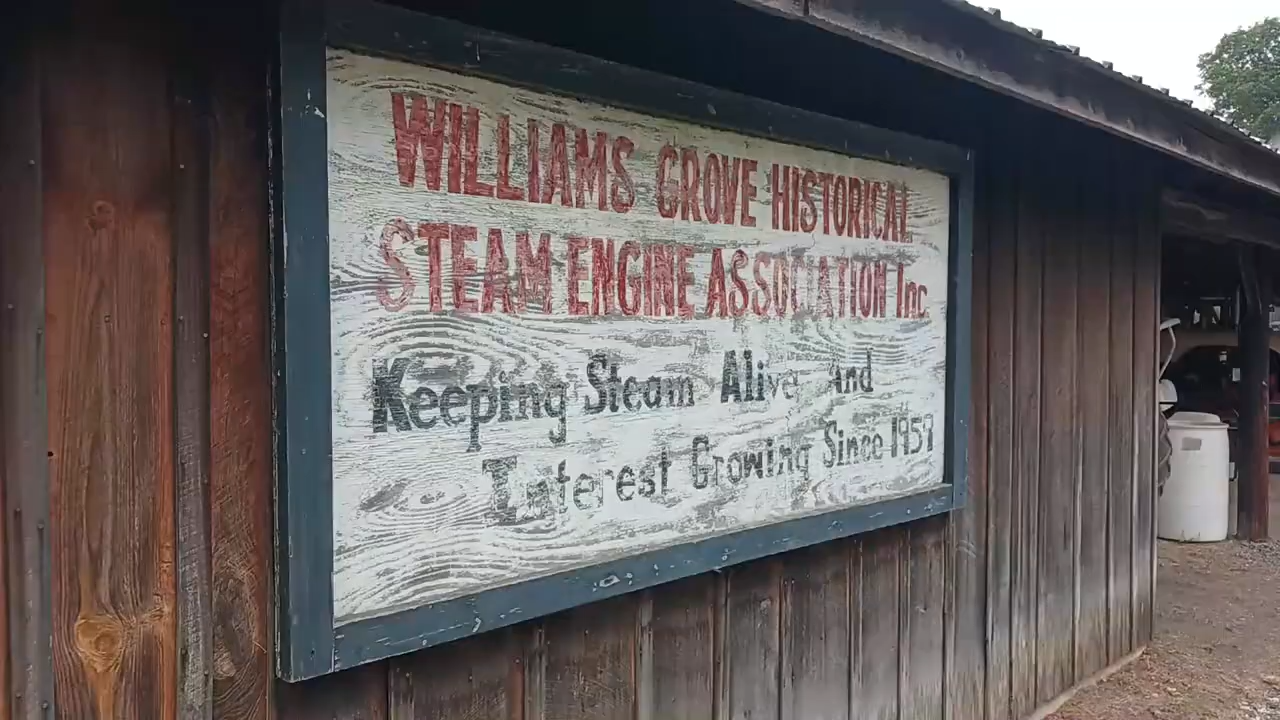 WILLIAMS GROVE HISTORICAL
STEAM ENGINE ASSOCIATION Inc.
Keeping Steam Alive And
Interest Growing Since 1959